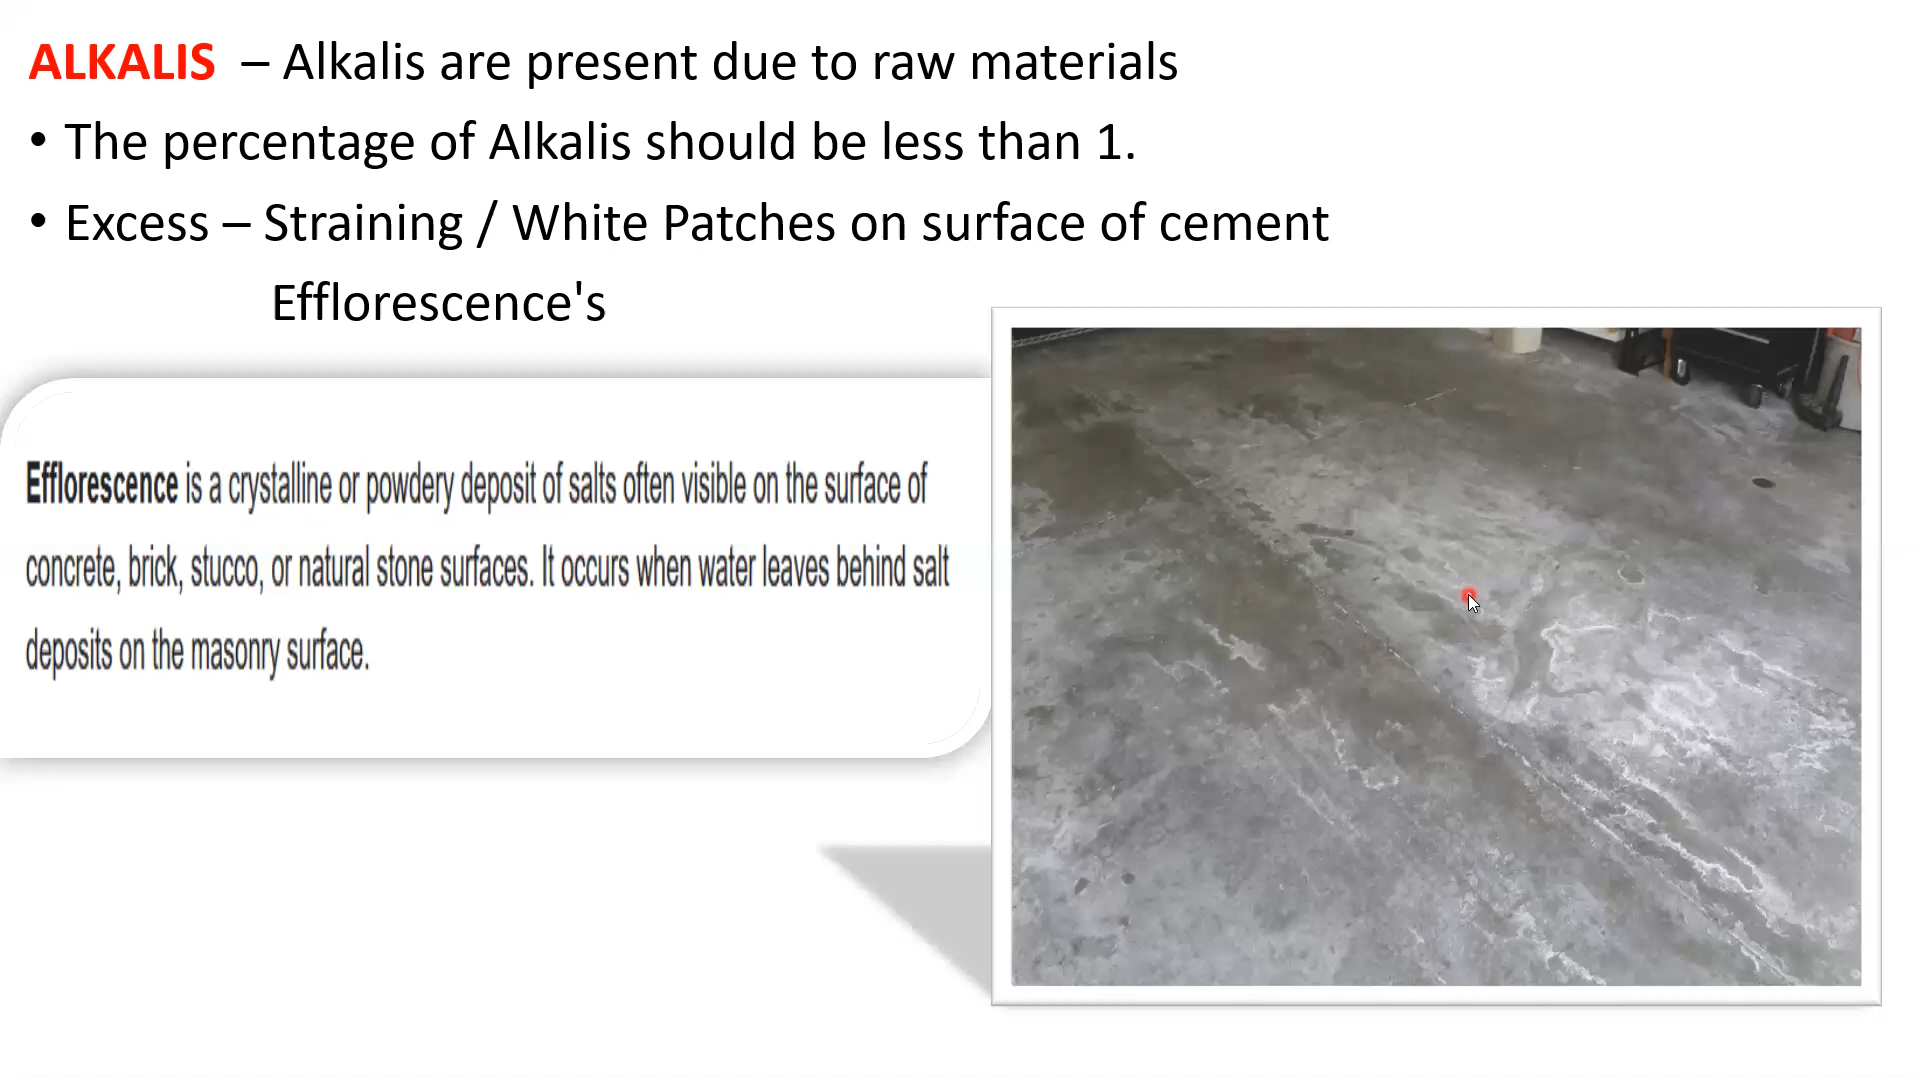 ALKALIS – Alkalis are present due to raw materials
• The percentage of Alkalis should be less than 1.
• Excess – Straining / White Patches on surface of cement
Efflorescence's
Efflorescence is a crystalline or powdery deposit of salts often visible on the surface of
concrete, brick, stucco, or natural stone surfaces. It occurs when water leaves behind salt
deposits on the masonry surface.